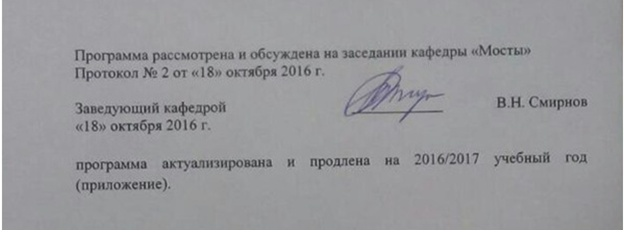 Программа рассмотрена и обсуждена на заседании кафедры «Мосты»
Протокол № 2 от «18» октября 2016 г.
Заведующий кафедрой В.Н. Смирнов
«18» октября 2016 г.
программа актуализирована и продлена на 2016/2017 учебный год
(приложение).